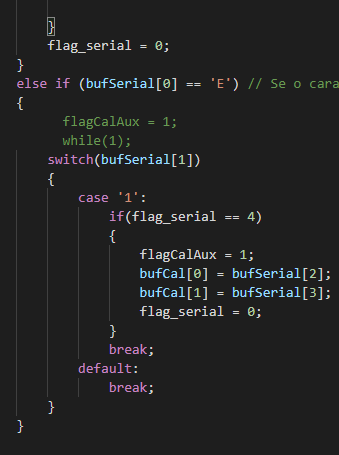 }
flag_serial = 0;
}
else if (bufSerial[0] == 'E') // Se o cara
{
flagCalAux = 1;
while(1);
switch(bufSerial[1])
{
case '1':
if(flag_serial == 4)
{
flagCalAux = 1;
bufCal[0] = bufSerial[2];
bufCal[1] = bufSerial[3];
flag_serial = 0;
}
break;
default:
break;
}
}